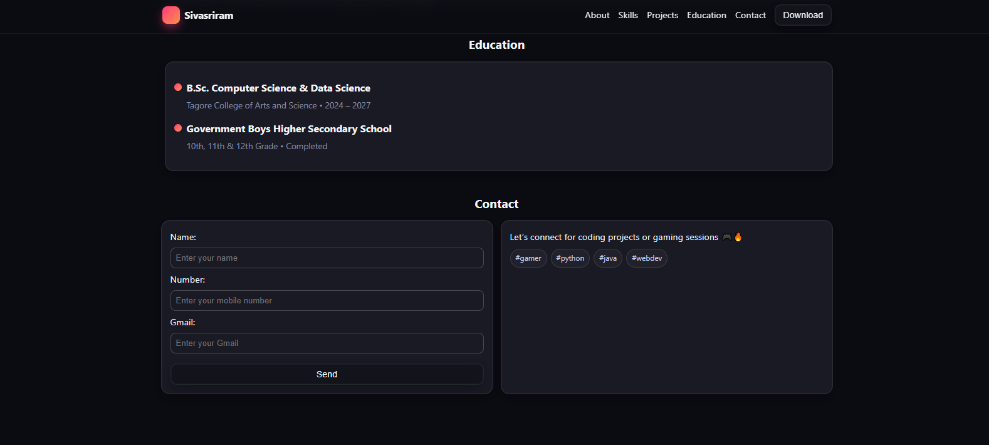 Sivasriram
About Skills Projects Education Contact Download
Education
B.Sc. Computer Science & Data Science
Tagore College of Arts and Science • 2024 – 2027
Government Boys Higher Secondary School
10th, 11th & 12th Grade • Completed
Contact
Name:
Enter your name
Number:
Enter your mobile number
Gmail:
Enter your Gmail
Send
Let’s connect for coding projects or gaming sessions 🎮 🔥
#gamer #python #java #webdev